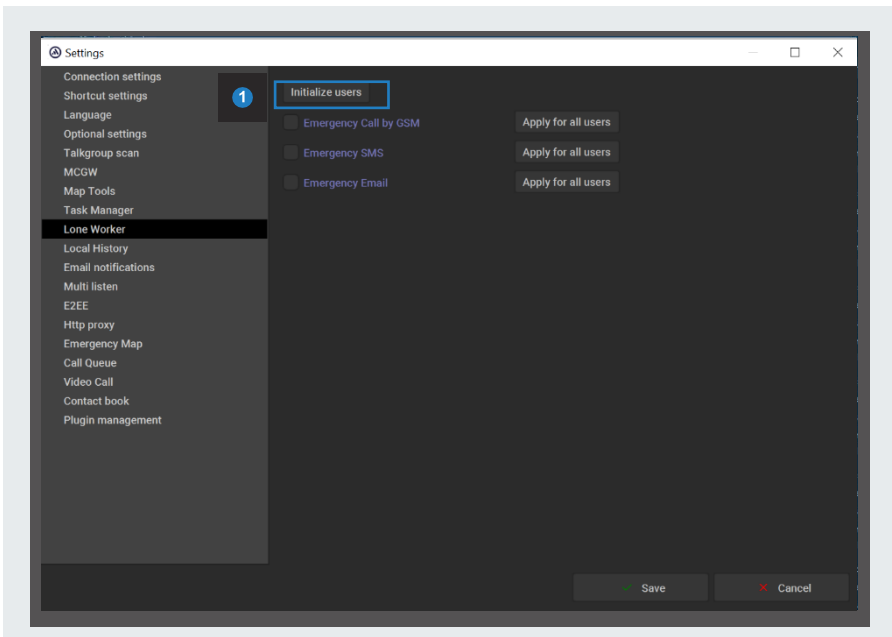 Settings
Connection settings
Shortcut settings
Language
Optional settings
Talkgroup scan
MCGW
Map Tools
Task Manager
Lone Worker
Local History
Email notifications
Multi listen
E2EE
Http proxy
Emergency Map
Call Queue
Video Call
Contact book
Plugin management
1
Initialize users
Emergency Call by GSM Apply for all users
Emergency SMS Apply for all users
Emergency Email Apply for all users
Save Cancel